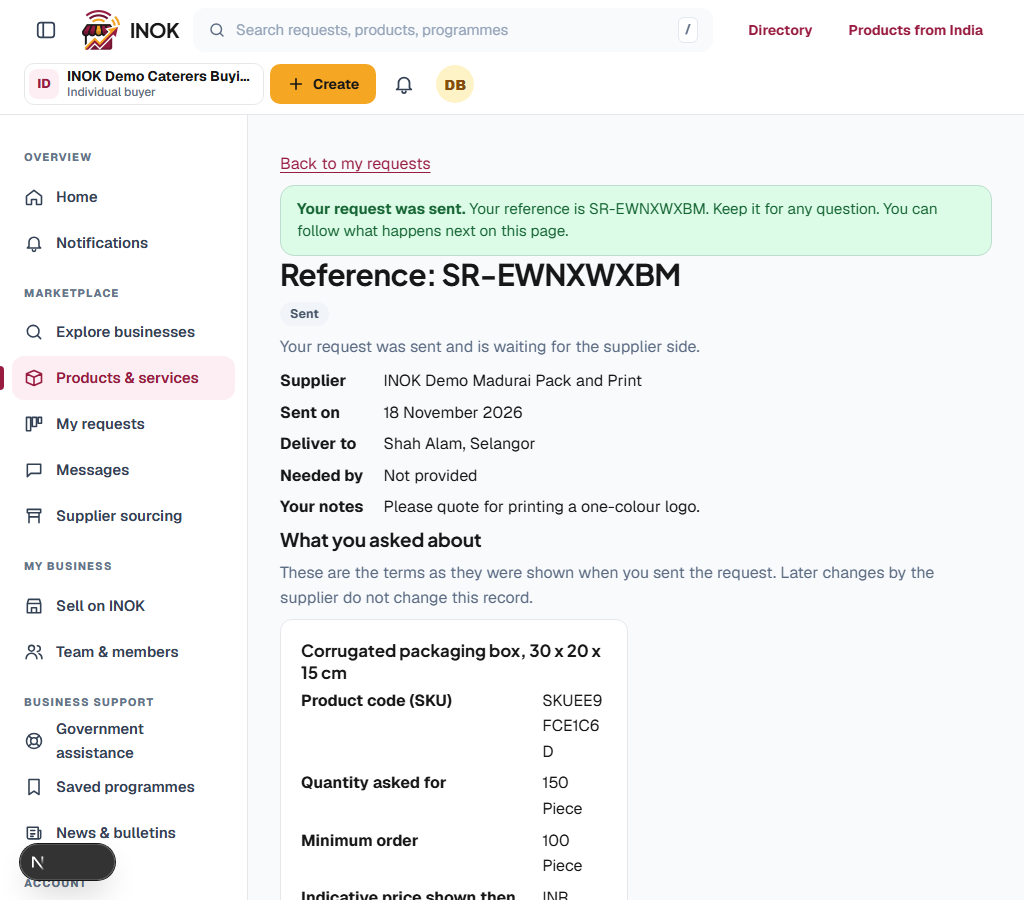 INOK
Search requests, products, programmes
/
Directory
Products from India
ID
INOK Demo Caterers Buyi...
Individual buyer
+ Create
DB
OVERVIEW
Home
Notifications
MARKETPLACE
Explore businesses
Products & services
My requests
Messages
Supplier sourcing
MY BUSINESS
Sell on INOK
Team & members
BUSINESS SUPPORT
Government
assistance
Saved programmes
News & bulletins
N
ACCOUNT
Back to my requests
Your request was sent. Your reference is SR-EWNXWXBM. Keep it for any question. You can
follow what happens next on this page.
Reference: SR-EWNXWXBM
Sent
Your request was sent and is waiting for the supplier side.
Supplier INOK Demo Madurai Pack and Print
Sent on 18 November 2026
Deliver to Shah Alam, Selangor
Needed by Not provided
Your notes Please quote for printing a one-colour logo.
What you asked about
These are the terms as they were shown when you sent the request. Later changes by the
supplier do not change this record.
Corrugated packaging box, 30 x 20 x
15 cm
Product code (SKU) SKUEE9
FCE1C6
D
Quantity asked for 150
Piece
Minimum order 100
Piece
Indicative price shown then INR